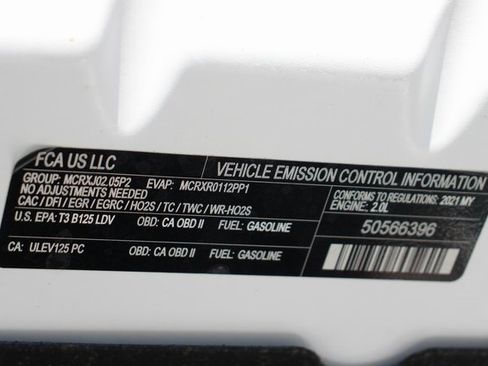 FCA US LLC
VEHICLE EMISSION CONTROL INFORMATION
GROUP: MCRXJ02.05P2 EVAP: MCRXR0112PP1
NO ADJUSTMENTS NEEDED
CAC / DFI / EGR / EGRC / HO2S / TC / TWC / WR-HO2S
U.S. EPA: T3 B125 LDV OBD: CA OBD II FUEL: GASOLINE
CA: ULEV125 PC OBD: CA OBD II FUEL: GASOLINE
CONFORMS TO REGULATIONS: 2021 MY
ENGINE: 2.0L
50566396